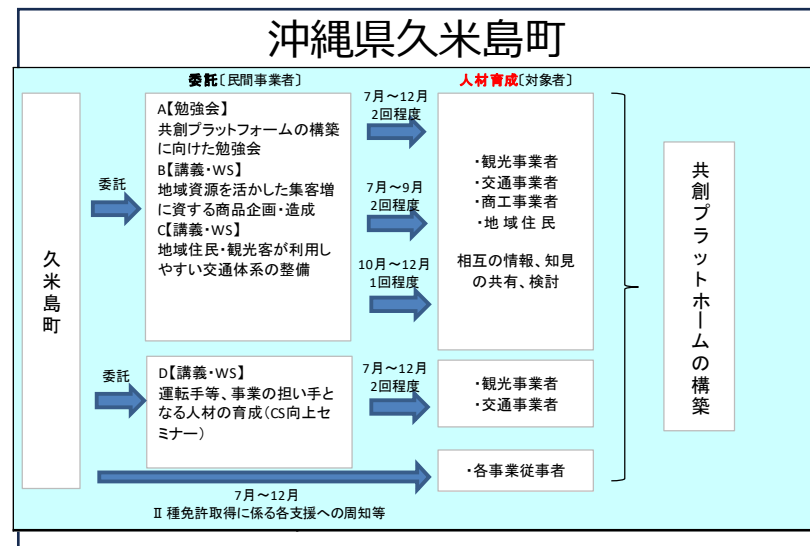 沖縄県久米島町
委託〔民間事業者〕
人材育成〔対象者〕
久米島町
委託
A【勉強会】
共創プラットフォームの構築
に向けた勉強会
B【講義・WS】
地域資源を活かした集客増
に資する商品企画・造成
C【講義・WS】
地域住民・観光客が利用し
やすい交通体系の整備
7月～12月
2回程度
7月～9月
2回程度
10月～12月
1回程度
・観光事業者
・交通事業者
・商工事業者
・地域住民
相互の情報、知見
の共有、検討
委託
D【講義・WS】
運転手等、事業の担い手と
なる人材の育成（CS向上セ
ミナー）
7月～12月
2回程度
・観光事業者
・交通事業者
7月～12月
Ⅱ種免許取得に係る各支援への周知等
・各事業従事者
共創プラットホームの構築